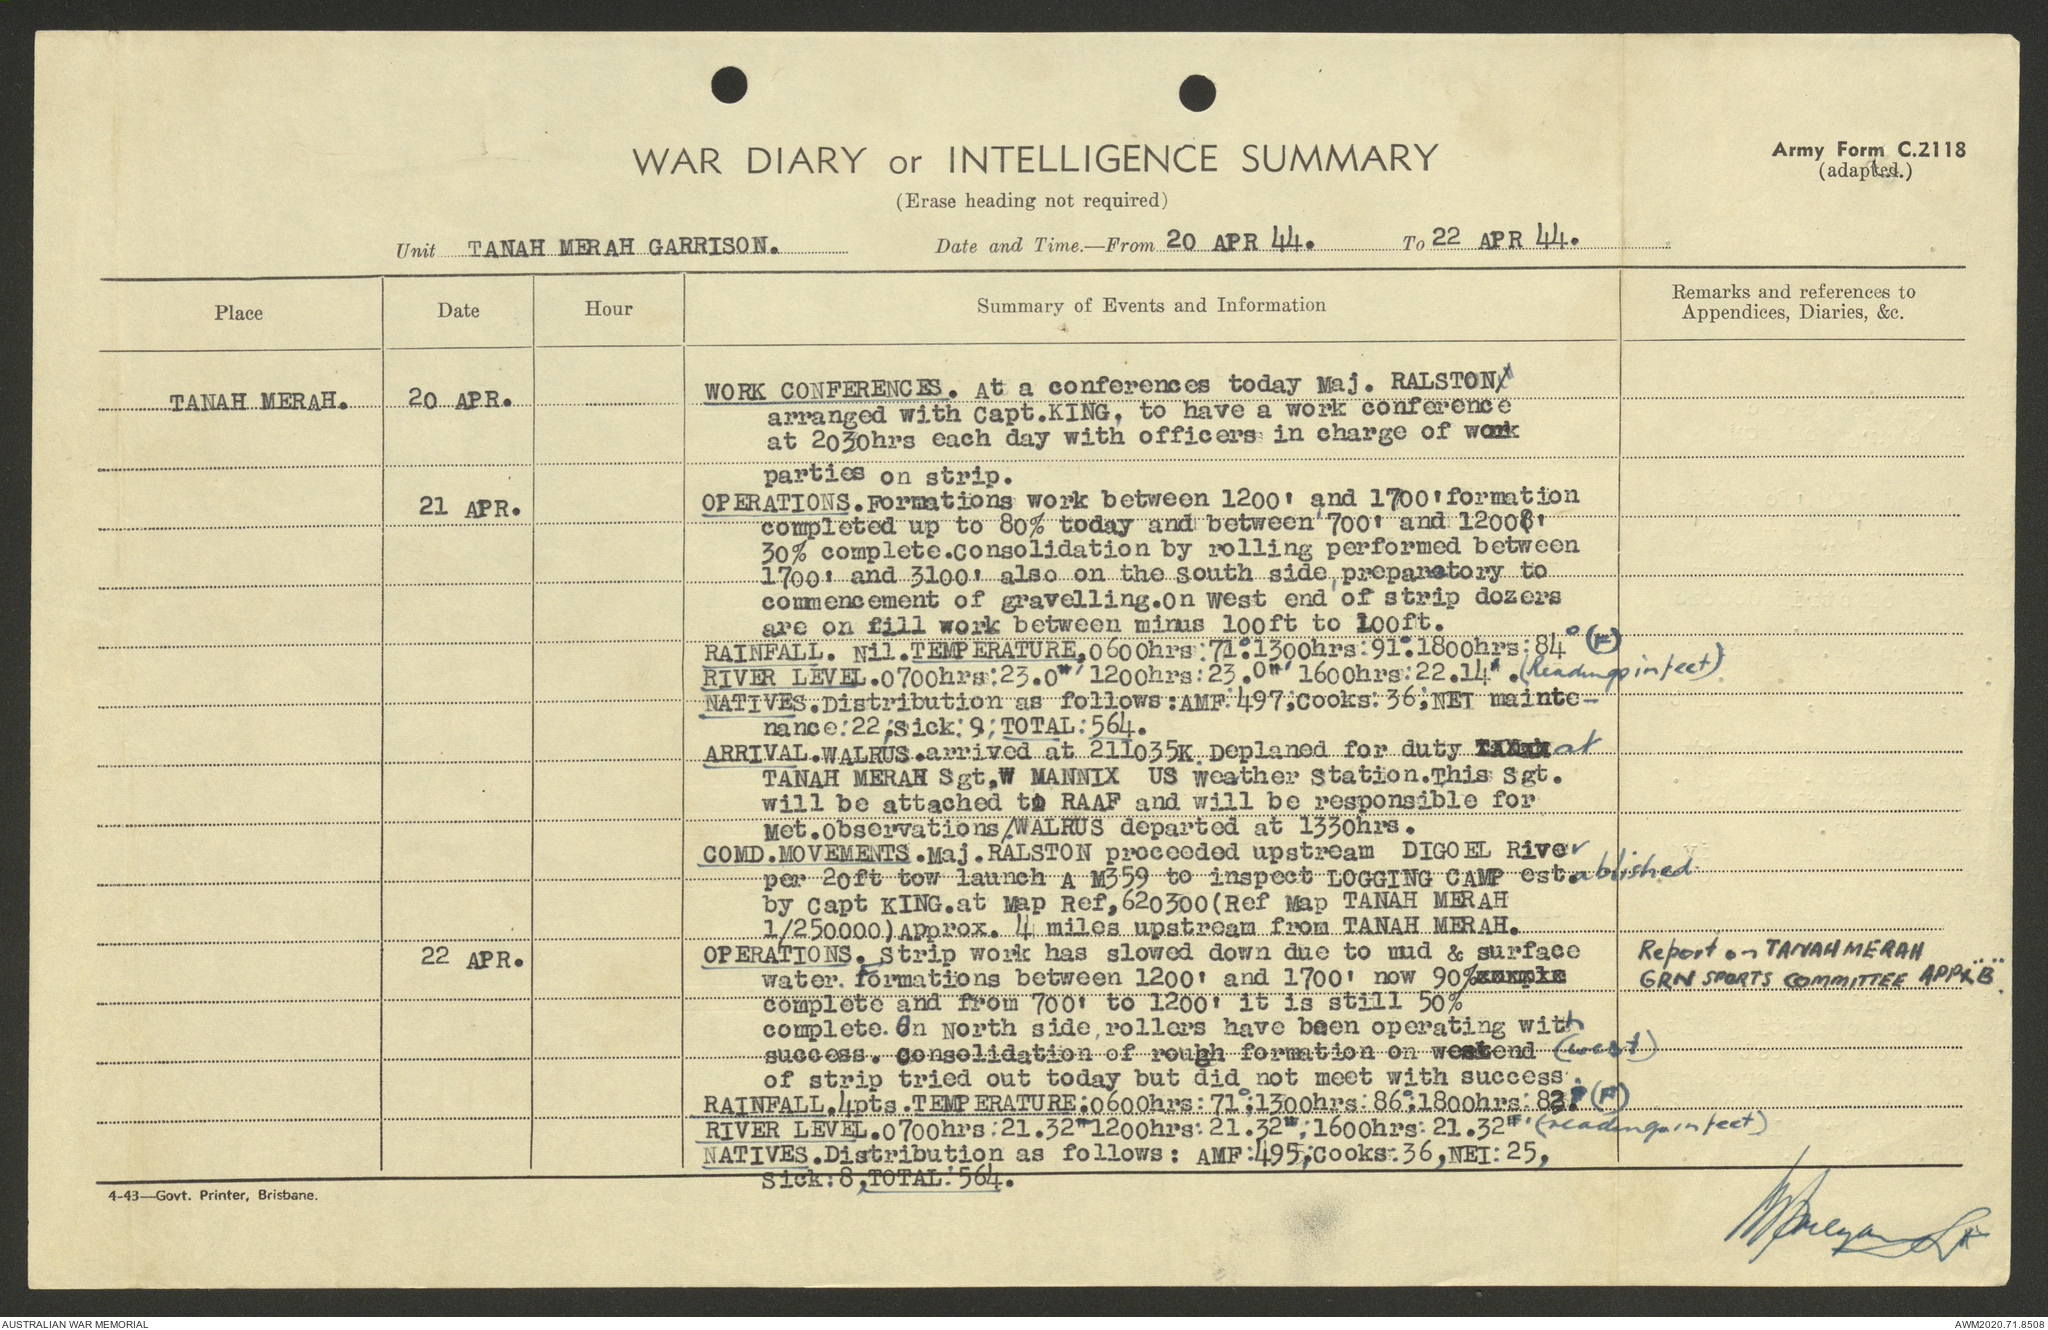 WAR DIARY or INTELLIGENCE SUMMARY
(Erase heading not required)
Army Form C.2118
(adapted.)
Unit TANAH MERAH GARRISON.
Date and Time.—From 20 APR 44. To 22 APR 44.
Place Date Hour Summary of Events and Information Remarks and references to Appendices, Diaries, &c.
TANAH MERAH. 20 APR. WORK CONFERENCES. At a conferences today Maj. RALSTON
arranged with Capt.KING, to have a work conference
at 2030hrs each day with officers in charge of work
parties on strip.
21 APR. OPERATIONS.Formations work between 1200' and 1700'formation
completed up to 80% today and between 700' and 1200'
30% complete.Consolidation by rolling performed between
1700' and 3100' also on the South side preparatory to
commencement of gravelling.On West end of strip dozers
are on fill work between minus 100ft to 100ft.
RAINFALL. Nil.TEMPERATURE,0600hrs:71°:1300hrs:91°:1800hrs:84° (F)
RIVER LEVEL.0700hrs:23.0"'1200hrs:23.0"'1600hrs:22.14". (Readings in feet)
NATIVES.Distribution as follows:AMF:497;Cooks:36;NEI mainte-
nance:22;Sick:9;TOTAL:564.
ARRIVAL.WALRUS.arrived at 211035K Deplaned for duty at
TANAH MERAH Sgt,W MANNIX US Weather Station.This Sgt.
will be attached to RAAF and will be responsible for
Met.Observations/.WALRUS departed at 1330hrs.
COMD.MOVEMENTS.Maj.RALSTON proceeded upstream DIGOEL River
per 20ft tow launch A M359 to inspect LOGGING CAMP established
by Capt KING.at Map Ref,620300(Ref Map TANAH MERAH
1/250000)Approx. 4 miles upstream from TANAH MERAH.
22 APR. OPERATIONS. Strip work has slowed down due to mud & surface
water. formations between 1200' and 1700' now 90%
complete and from 700' to 1200' it is still 50%
complete. On North side,rollers have been operating with
success. Consolidation of rough formation on westend (west)
of strip tried out today but did not meet with success.
RAINFALL.4pts.TEMPERATURE:0600hrs:71°;1300hrs:86°;1800hrs:82° (F)
RIVER LEVEL.0700hrs:21.32"1200hrs:21.32";1600hrs:21.32" (readings in feet)
NATIVES.Distribution as follows: AMF:495;Cooks:36,NEI:25,
Sick:8,TOTAL:564.
Report on TANAH MERAH
GRN SPORTS COMMITTEE APPX "B".
4-43—Govt. Printer, Brisbane.
AUSTRALIAN WAR MEMORIAL
AWM2020.71.8508